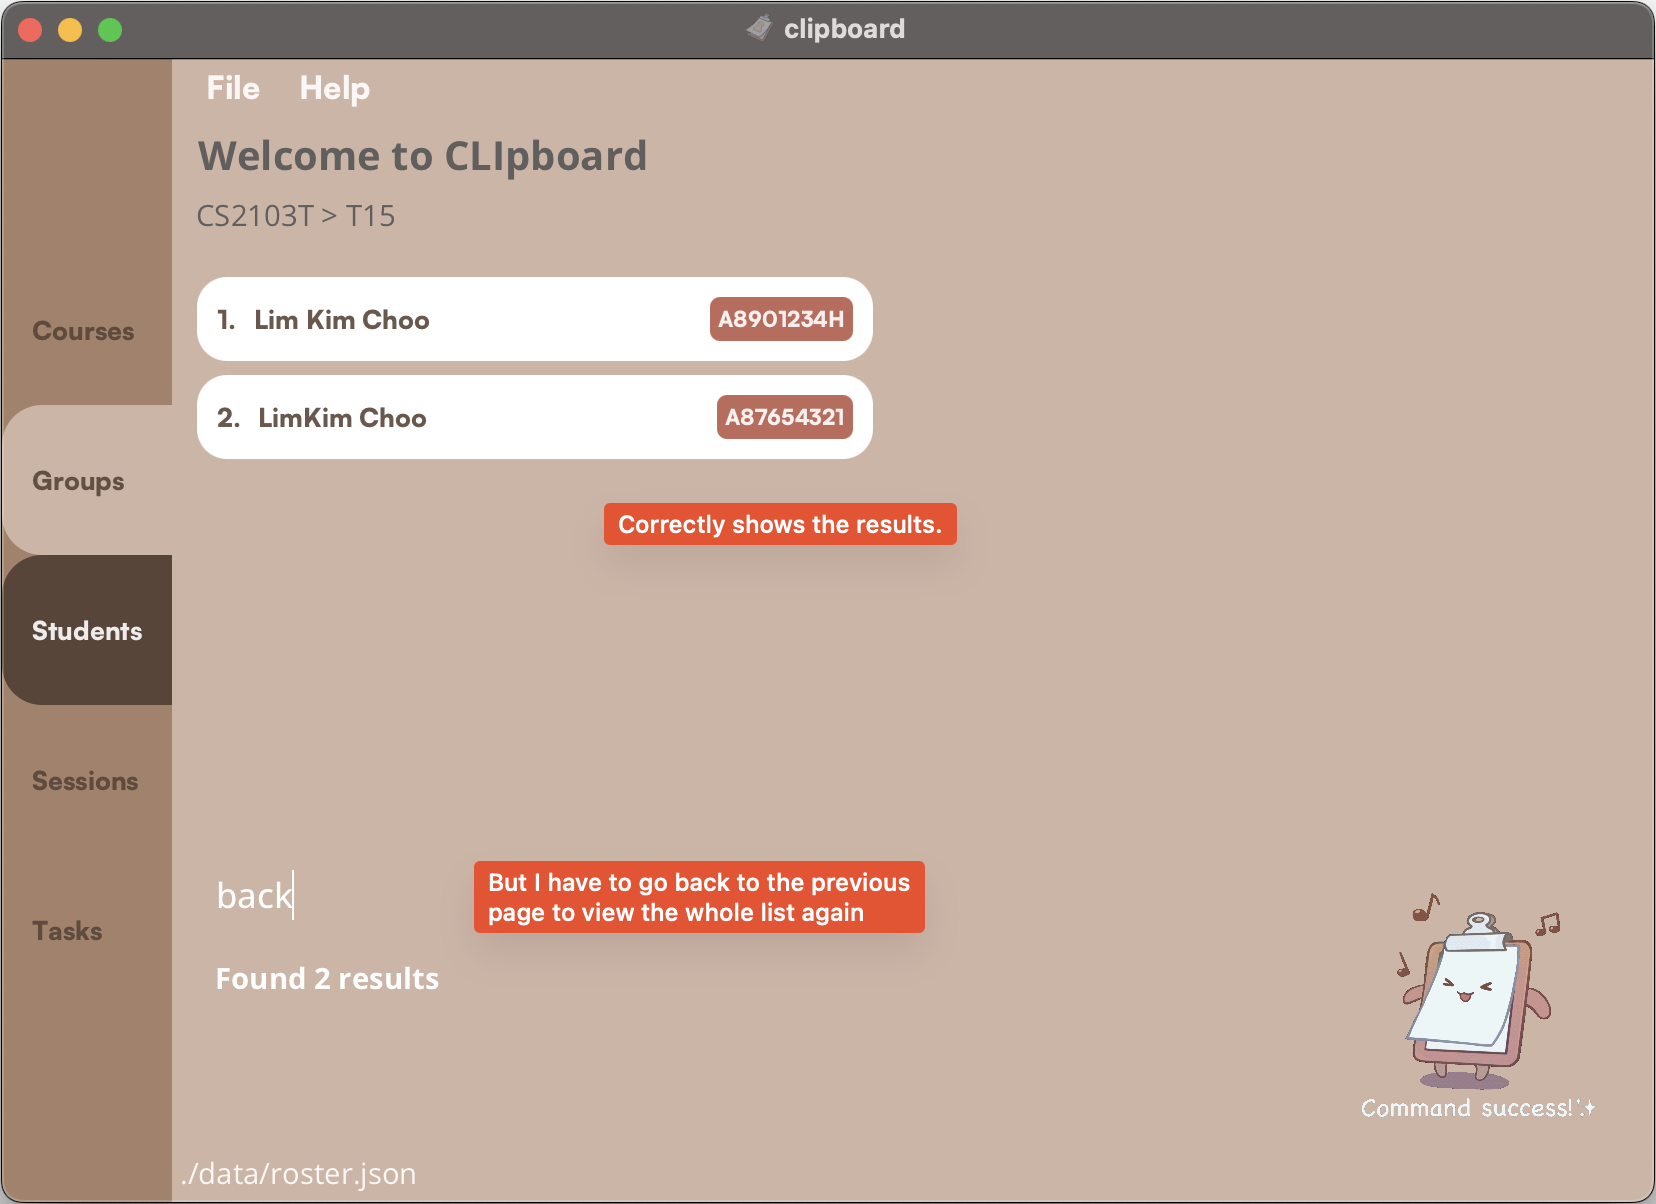 clipboard
File Help
Welcome to CLIpboard
CS2103T > T15
Courses
Groups
Students
Sessions
Tasks
1. Lim Kim Choo A8901234H
2. LimKim Choo A87654321
Correctly shows the results.
back
But I have to go back to the previous
page to view the whole list again
Found 2 results
Command success!
./data/roster.json